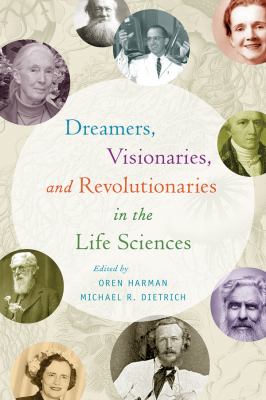 Dreamers,
Visionaries,
and Revolutionaries
in the
Life Sciences
Edited by
OREN HARMAN
MICHAEL R. DIETRICH